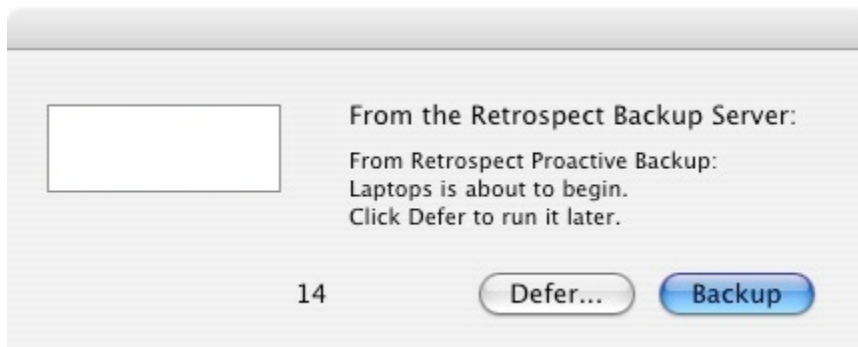 From the Retrospect Backup Server:
From Retrospect Proactive Backup:
Laptops is about to begin.
Click Defer to run it later.
14
Defer...
Backup